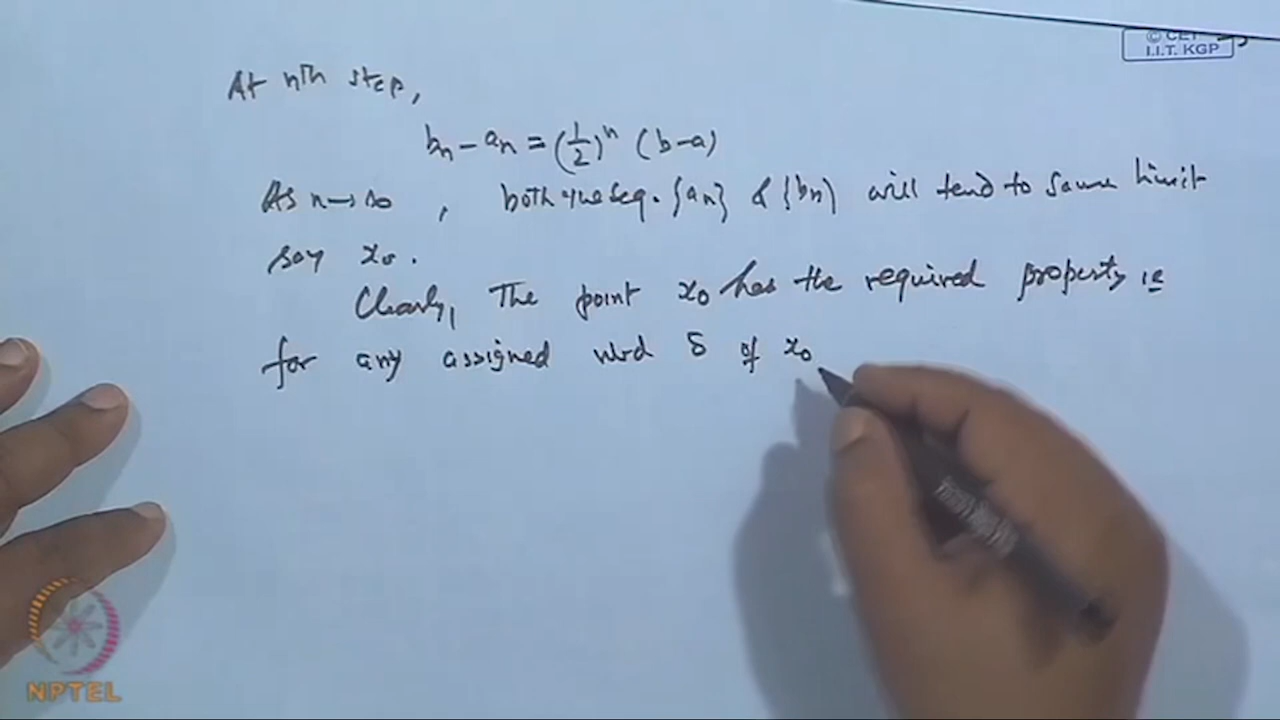 © CET
I.I.T. KGP
At nth step,
bn - an = (1/2)^n (b-a)
As n→∞, both the seq. {an} & {bn} will tend to same limit
say x0.
Clearly, The point x0 has the required property ie
for any assigned nbd δ of x0
NPTEL